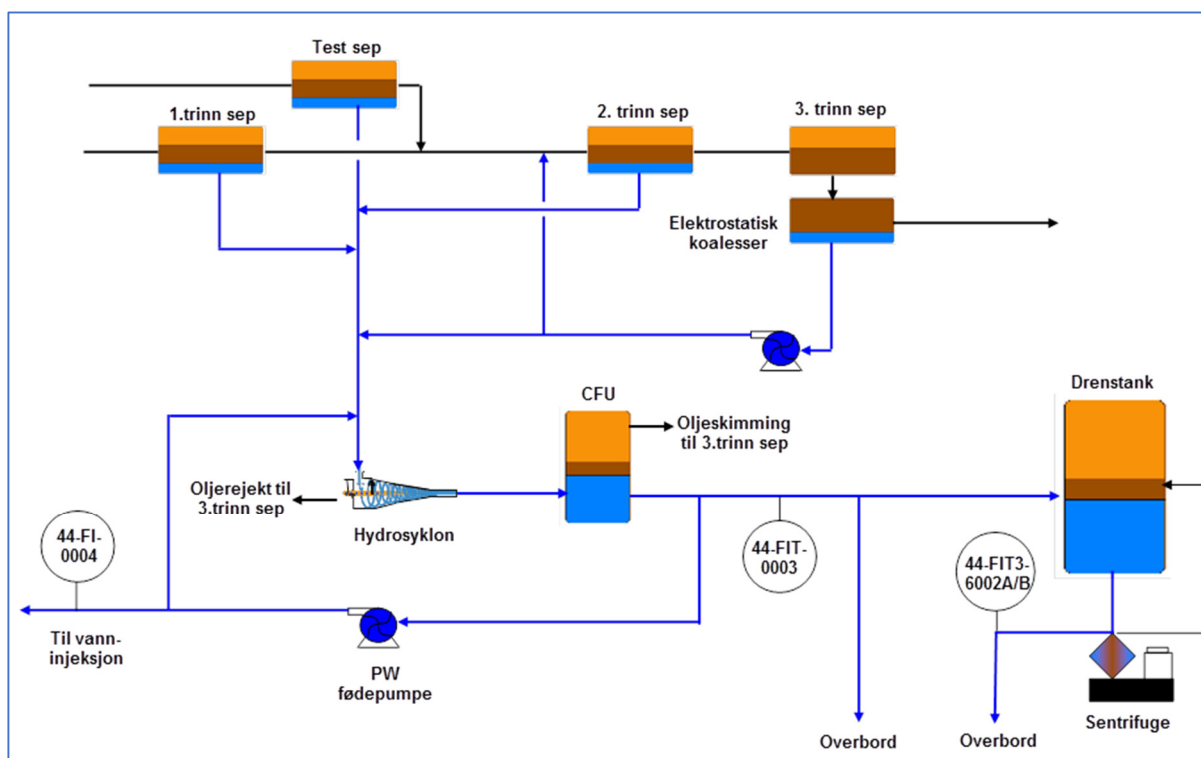 Test sep
1.trinn sep
2. trinn sep
3. trinn sep
Elektrostatisk
koalesser
CFU
Drenstank
Oljeskimming
til 3.trinn sep
Oljerejekt til
3.trinn sep
Hydrosyklon
44-FI-
0004
44-FIT-
0003
44-FIT3-
6002A/B
Til vann-
injeksjon
PW
fødepumpe
Sentrifuge
Overbord
Overbord